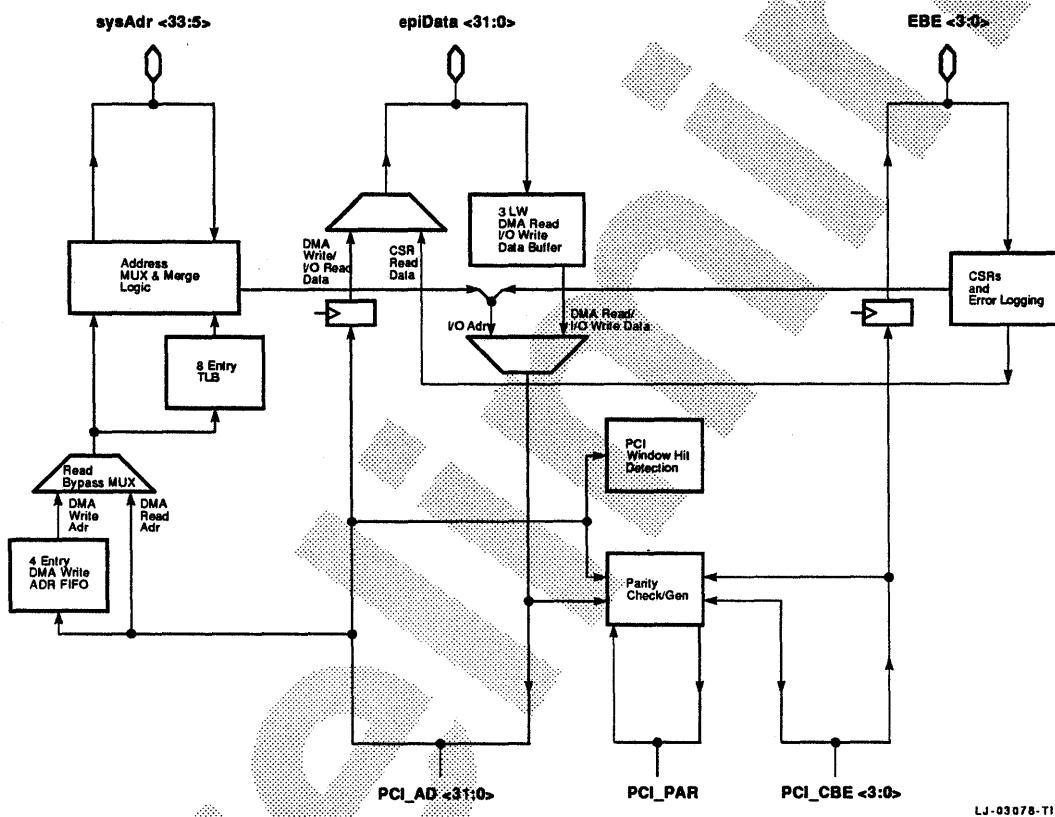 sysAdr <33:5>
epiData <31:0>
EBE <3:0>
Address
MUX & Merge
Logic
DMA
Write/
I/O Read
Data
CSR
Read
Data
3 LW
DMA Read
I/O Write
Data Buffer
CSRs
and
Error Logging
I/O Adr
DMA Read/
I/O Write Data
8 Entry
TLB
PCI
Window Hit
Detection
Read
Bypass MUX
DMA
Write
Adr
DMA
Read
Adr
4 Entry
DMA Write
ADR FIFO
Parity
Check/Gen
PCI_AD <31:0>
PCI_PAR
PCI_CBE <3:0>
LJ-03078-TI